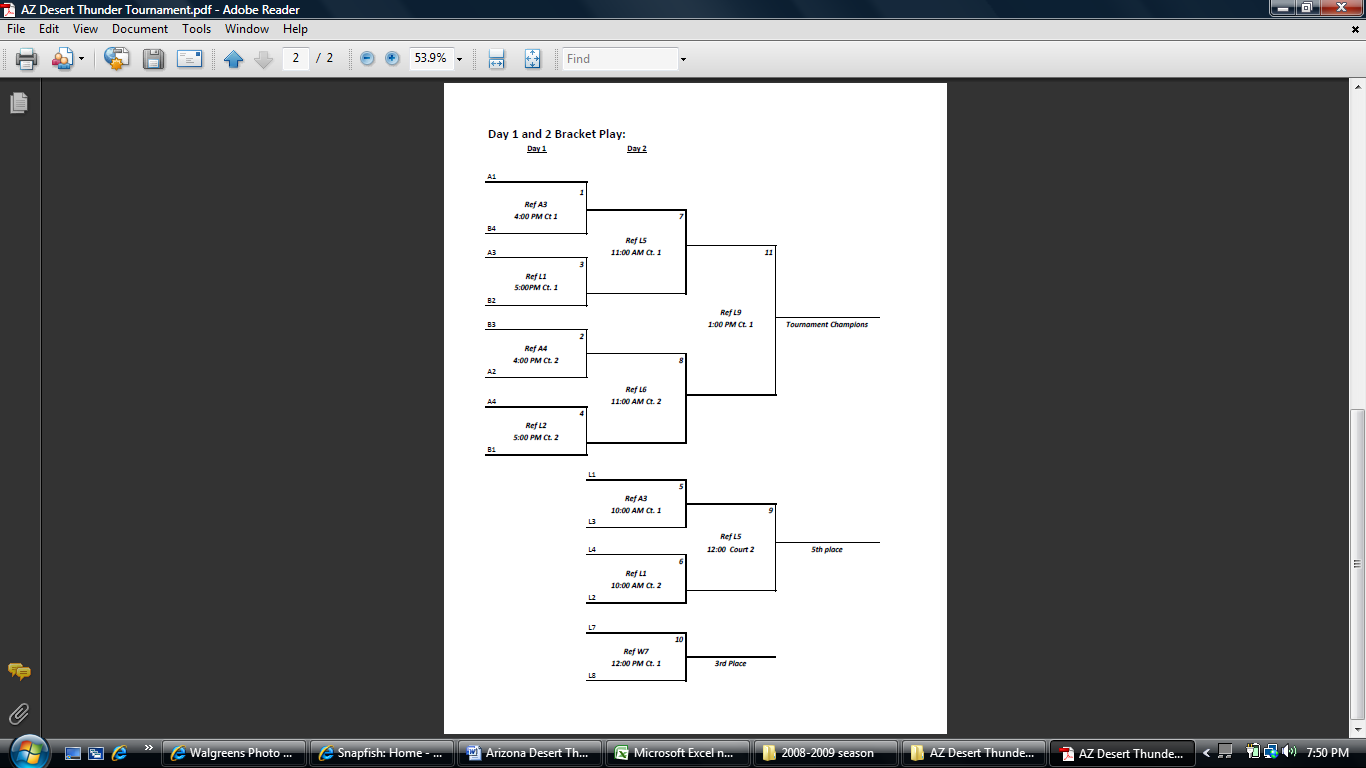 AZ Desert Thunder Tournament.pdf - Adobe Reader
File Edit View Document Tools Window Help
2 / 2 53.9% Find
Day 1 and 2 Bracket Play:
Day 1 Day 2
A1
1
Ref A3
4:00 PM Ct 1
B4
A3
3
Ref L1
5:00PM Ct. 1
B2
B3
2
Ref A4
4:00 PM Ct. 2
A2
A4
4
Ref L2
5:00 PM Ct. 2
B1
7
Ref L5
11:00 AM Ct. 1
8
Ref L6
11:00 AM Ct. 2
11
Ref L9
1:00 PM Ct. 1
Tournament Champions
L1
5
Ref A3
10:00 AM Ct. 1
L3
L4
6
Ref L1
10:00 AM Ct. 2
L2
9
Ref L5
12:00 Court 2
5th place
L7
10
Ref W7
12:00 PM Ct. 1
L8
3rd Place
Walgreens Photo ... Snapfish: Home - ... Arizona Desert Th... Microsoft Excel n... 2008-2009 season AZ Desert Thunde... AZ Desert Thunde... 7:50 PM